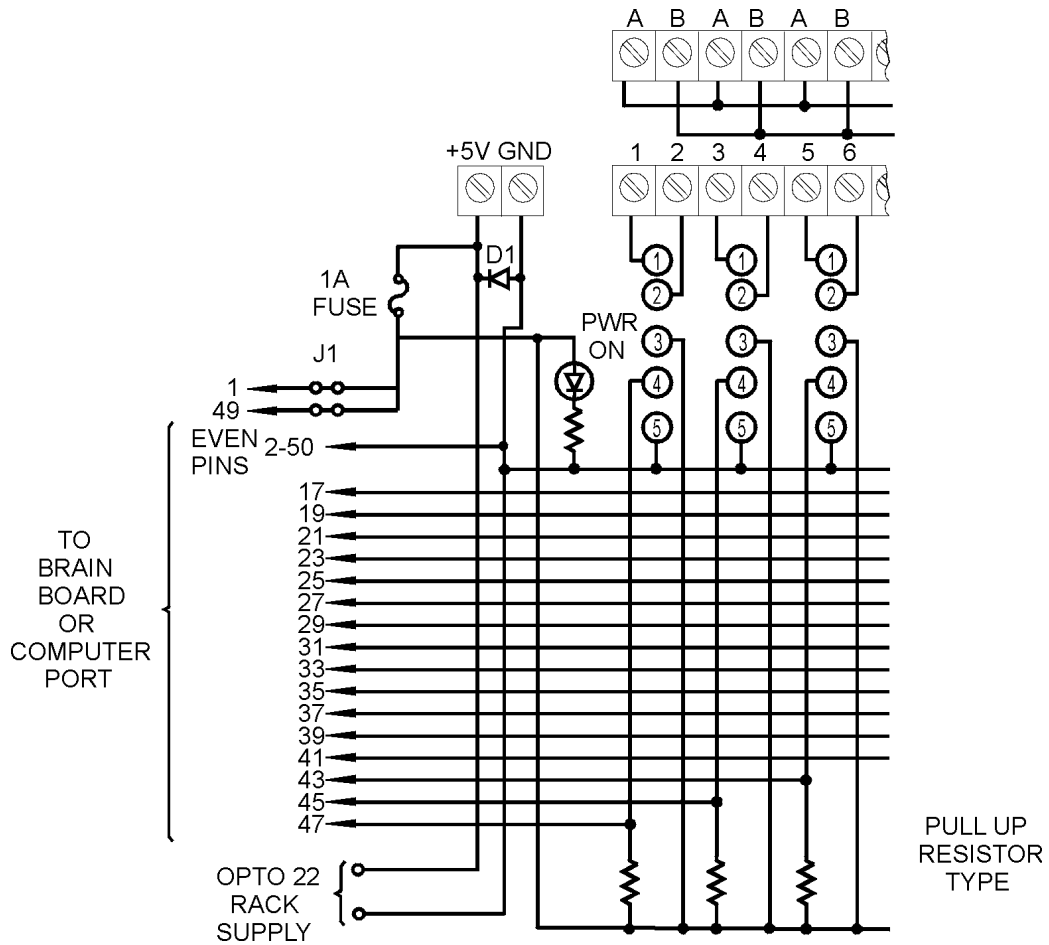 A B A B A B
+5V GND
1 2 3 4 5 6
D1
1A
FUSE
PWR
ON
J1
1 1 1
2 2 2
3 3 3
4 4 4
5 5 5
1
49
EVEN
PINS
2-50
17
19
21
23
25
27
29
31
33
35
37
39
41
43
45
47
TO
BRAIN
BOARD
OR
COMPUTER
PORT
OPTO 22
RACK
SUPPLY
PULL UP
RESISTOR
TYPE